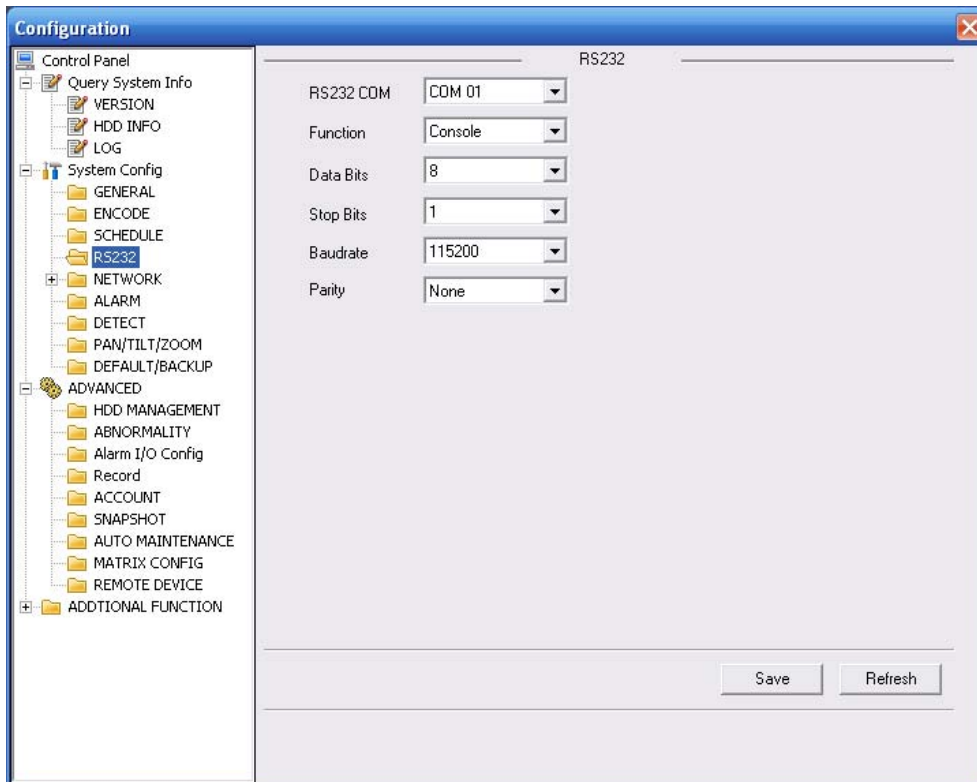 Configuration
Control Panel
Query System Info
VERSION
HDD INFO
LOG
System Config
GENERAL
ENCODE
SCHEDULE
RS232
NETWORK
ALARM
DETECT
PAN/TILT/ZOOM
DEFAULT/BACKUP
ADVANCED
HDD MANAGEMENT
ABNORMALITY
Alarm I/O Config
Record
ACCOUNT
SNAPSHOT
AUTO MAINTENANCE
MATRIX CONFIG
REMOTE DEVICE
ADDTIONAL FUNCTION
RS232
RS232 COM COM 01
Function Console
Data Bits 8
Stop Bits 1
Baudrate 115200
Parity None
Save Refresh